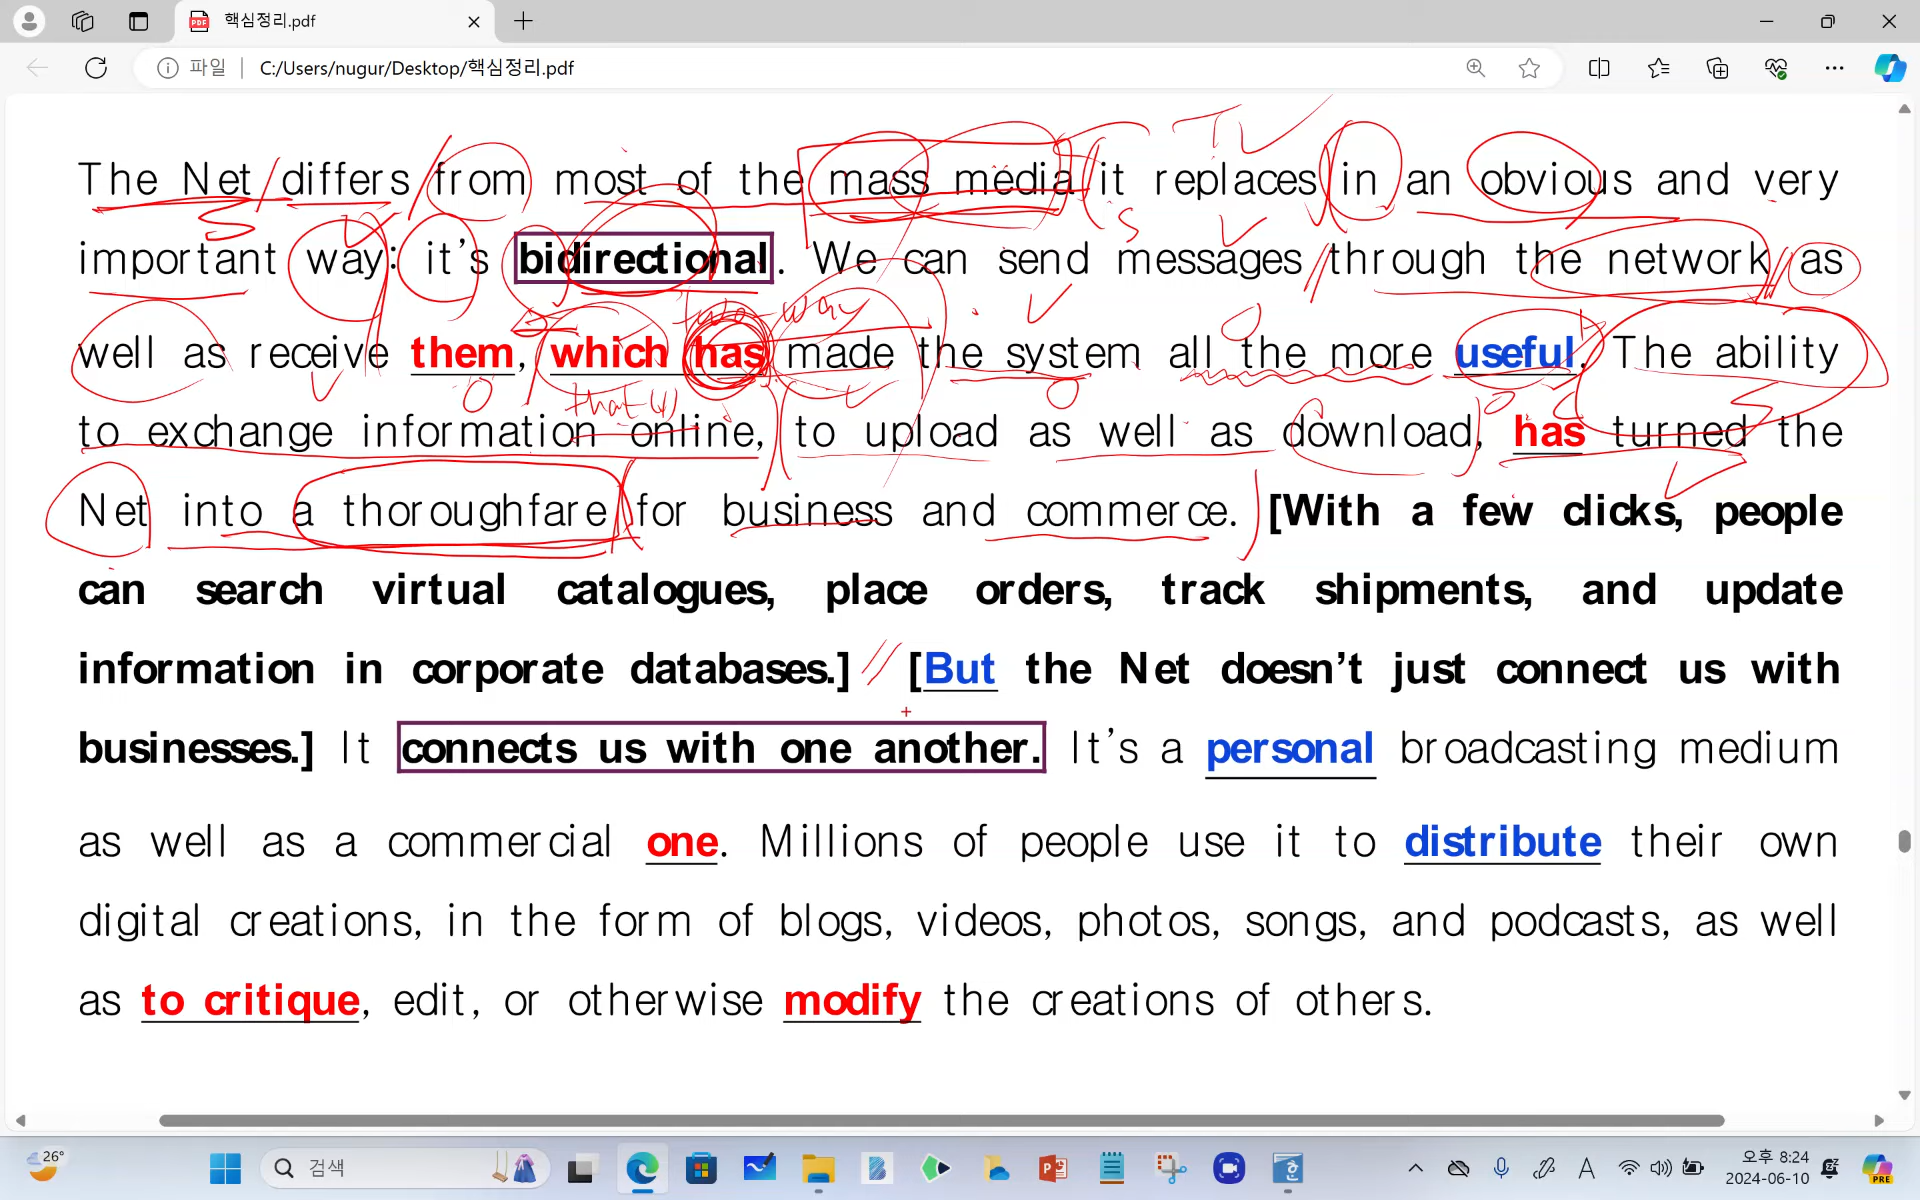 핵심정리.pdf
파일 | C:/Users/nugur/Desktop/핵심정리.pdf
The Net differs from most of the mass media it replaces in an obvious and very
important way: it's bidirectional. We can send messages through the network as
well as receive them, which has made the system all the more useful. The ability
to exchange information online, to upload as well as download, has turned the
Net into a thoroughfare for business and commerce. [With a few clicks, people
can search virtual catalogues, place orders, track shipments, and update
information in corporate databases.] [But the Net doesn't just connect us with
businesses.] It connects us with one another. It's a personal broadcasting medium
as well as a commercial one. Millions of people use it to distribute their own
digital creations, in the form of blogs, videos, photos, songs, and podcasts, as well
as to critique, edit, or otherwise modify the creations of others.
TV
S
two-way
that
26°
검색
오후 8:24
2024-06-10
PRE